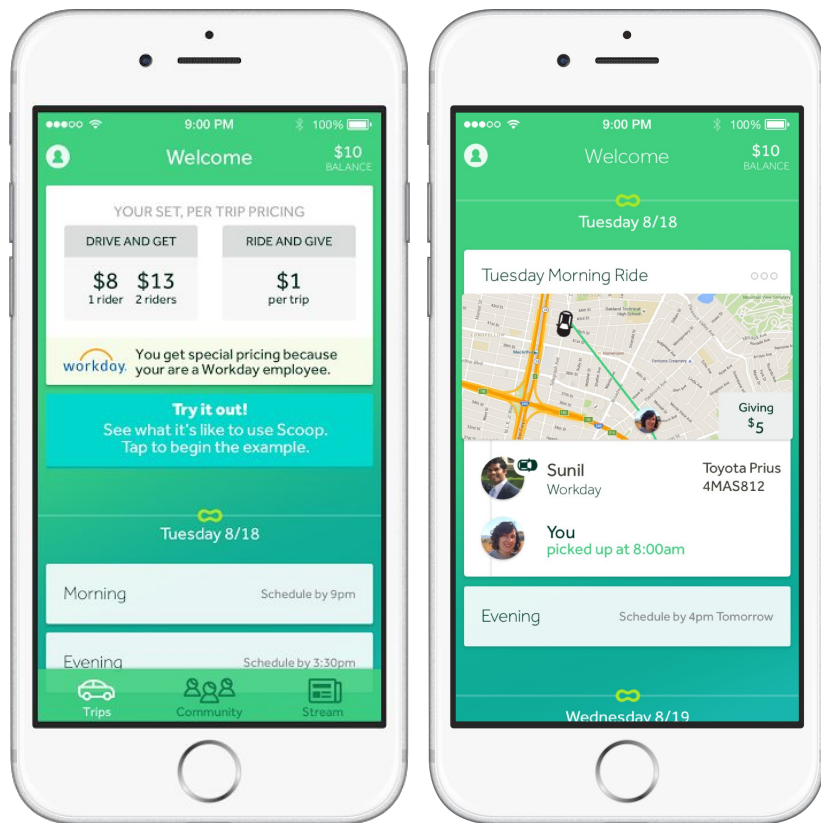 9:00 PM
100%
Welcome
$10
BALANCE
YOUR SET, PER TRIP PRICING
DRIVE AND GET
RIDE AND GIVE
$8 $13
1 rider 2 riders
$1
per trip
workday.
You get special pricing because
your are a Workday employee.
Try it out!
See what it's like to use Scoop.
Tap to begin the example.
Tuesday 8/18
Morning
Schedule by 9pm
Evening
Schedule by 3:30pm
Trips
Community
Stream
9:00 PM
100%
Welcome
$10
BALANCE
Tuesday 8/18
Tuesday Morning Ride
Oakland Technical
High School
Giving
$5
Sunil
Workday
Toyota Prius
4MAS812
You
picked up at 8:00am
Evening
Schedule by 4pm Tomorrow
Wednesday 8/19